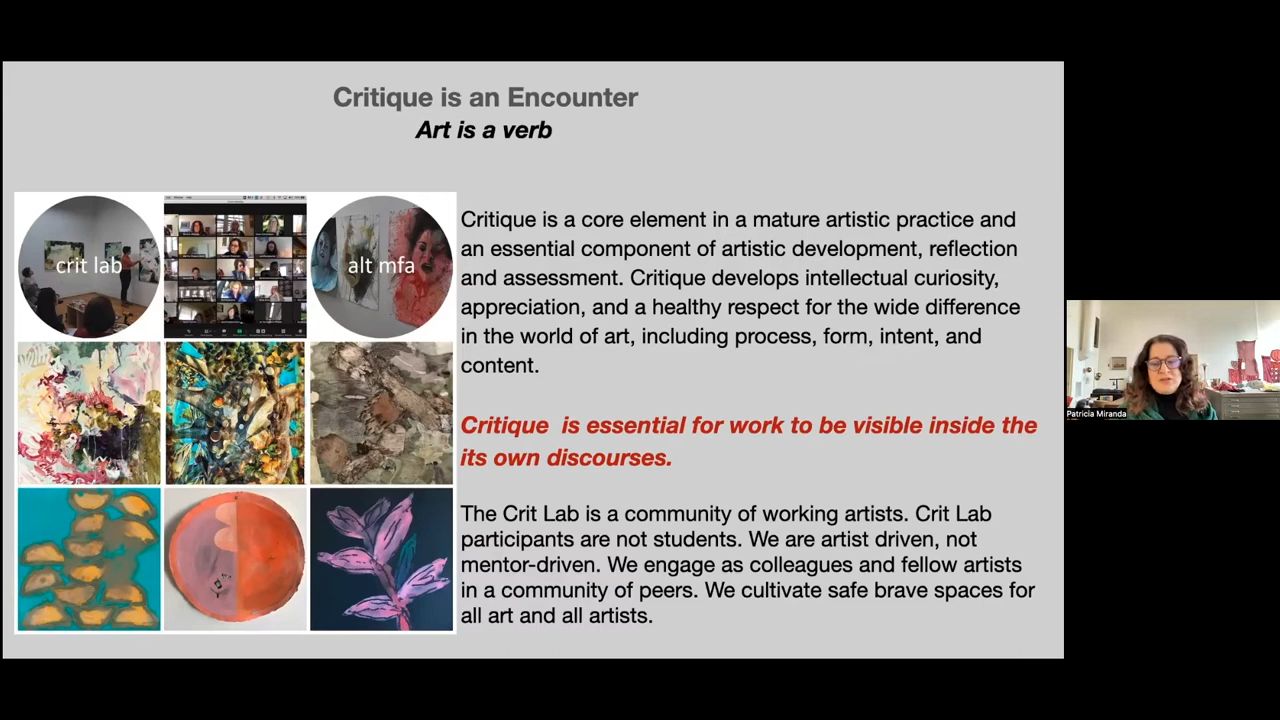 Critique is an Encounter
Art is a verb
crit lab
alt mfa
Critique is a core element in a mature artistic practice and
an essential component of artistic development, reflection
and assessment. Critique develops intellectual curiosity,
appreciation, and a healthy respect for the wide difference
in the world of art, including process, form, intent, and
content.
Critique  is essential for work to be visible inside the
its own discourses.
The Crit Lab is a community of working artists. Crit Lab
participants are not students. We are artist driven, not
mentor-driven. We engage as colleagues and fellow artists
in a community of peers. We cultivate safe brave spaces for
all art and all artists.
Patricia Miranda